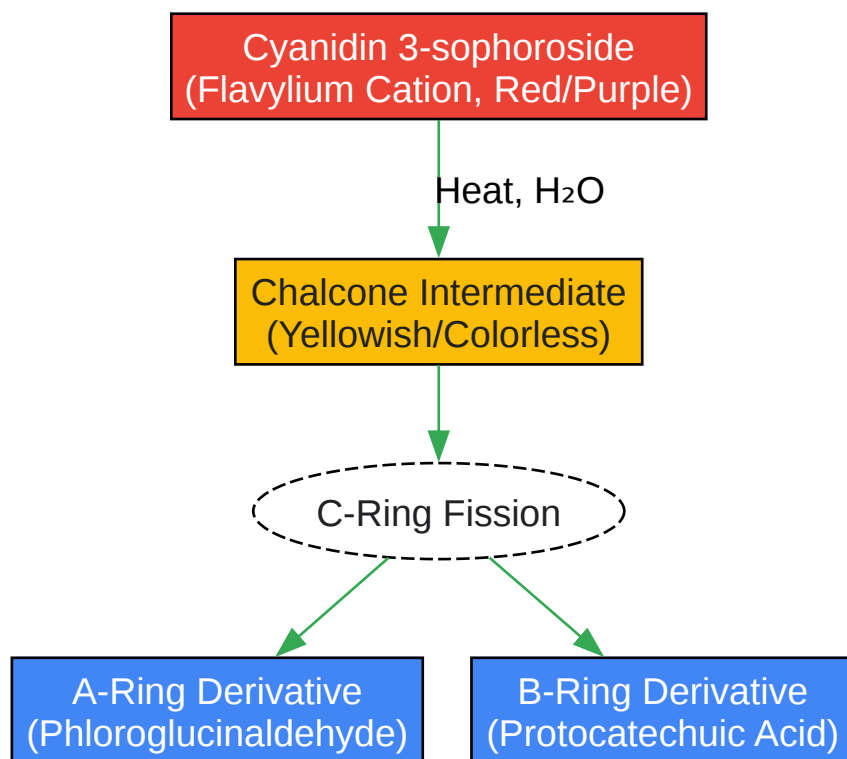 Cyanidin 3-sophoroside
(Flavylium Cation, Red/Purple)
Heat, H₂O
Chalcone Intermediate
(Yellowish/Colorless)
C-Ring Fission
A-Ring Derivative
(Phloroglucinaldehyde)
B-Ring Derivative
(Protocatechuic Acid)